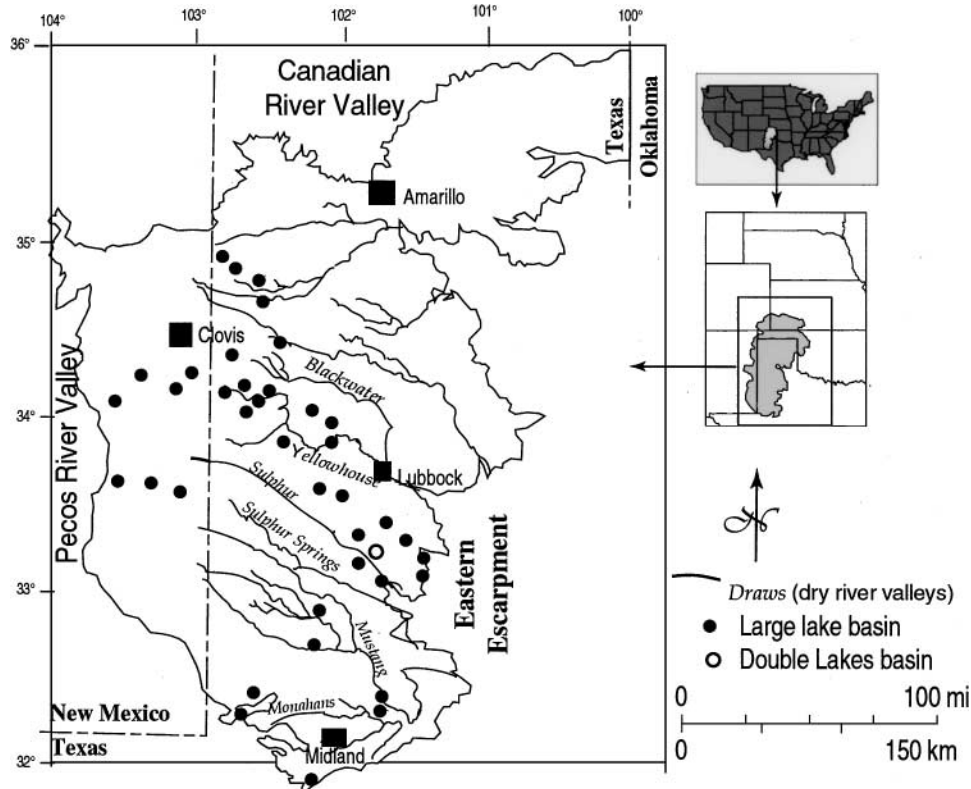 104°
103°
102°
101°
100°
36°
Canadian
River Valley
Texas
Oklahoma
Amarillo
35°
Clovis
Blackwater
Pecos River Valley
34°
Yellowhouse
Lubbock
Sulphur
Sulphur Springs
Eastern
Escarpment
33°
Mustang
Monahans
New Mexico
Texas
Midland
32°
N
Draws (dry river valleys)
Large lake basin
Double Lakes basin
0 100 mi
0 150 km